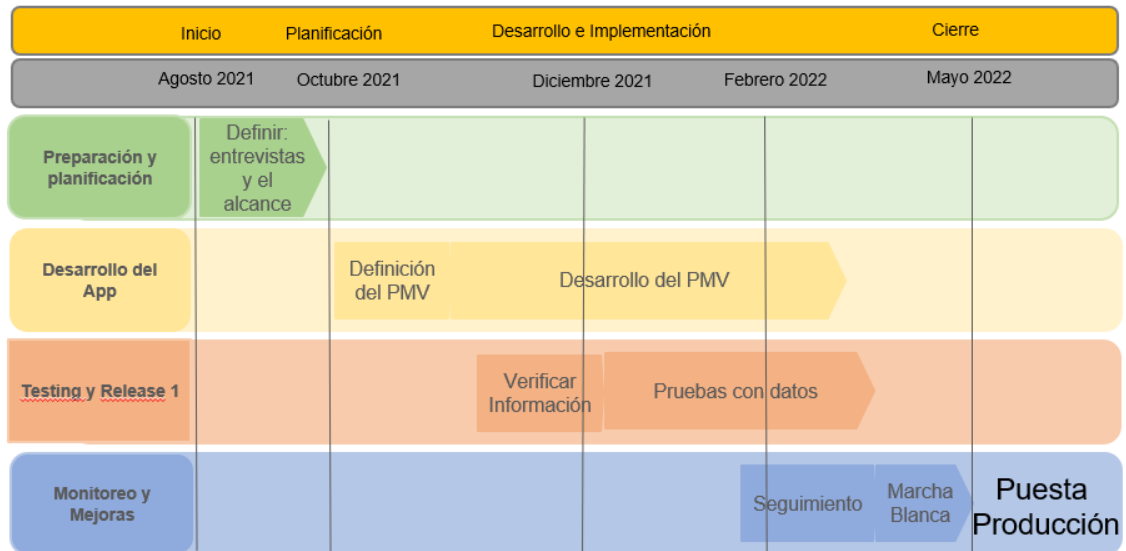 Inicio
Planificación
Desarrollo e Implementación
Cierre
Agosto 2021
Octubre 2021
Diciembre 2021
Febrero 2022
Mayo 2022
Preparación y
planificación
Definir:
entrevistas
y el
alcance
Desarrollo del
App
Definición
del PMV
Desarrollo del PMV
Testing y Release 1
Verificar
Información
Pruebas con datos
Monitoreo y
Mejoras
Seguimiento
Marcha
Blanca
Puesta
Producción